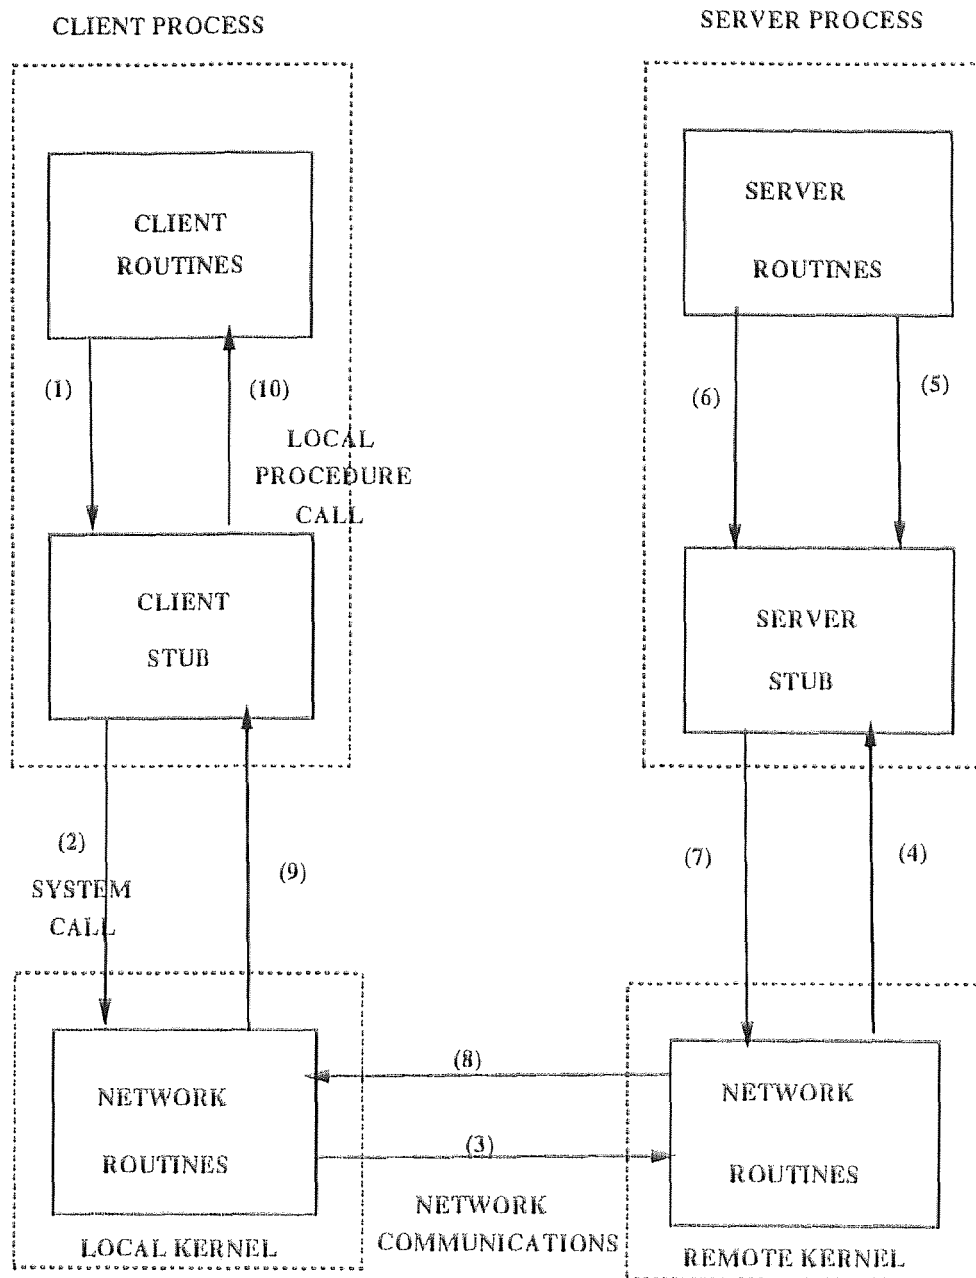 CLIENT PROCESS
SERVER PROCESS
CLIENT
ROUTINES
SERVER
ROUTINES
(1)
(10)
(6)
(5)
LOCAL
PROCEDURE
CALL
CLIENT
STUB
SERVER
STUB
(2)
SYSTEM
CALL
(9)
(7)
(4)
(8)
(3)
NETWORK
ROUTINES
NETWORK
ROUTINES
LOCAL KERNEL
NETWORK
COMMUNICATIONS
REMOTE KERNEL